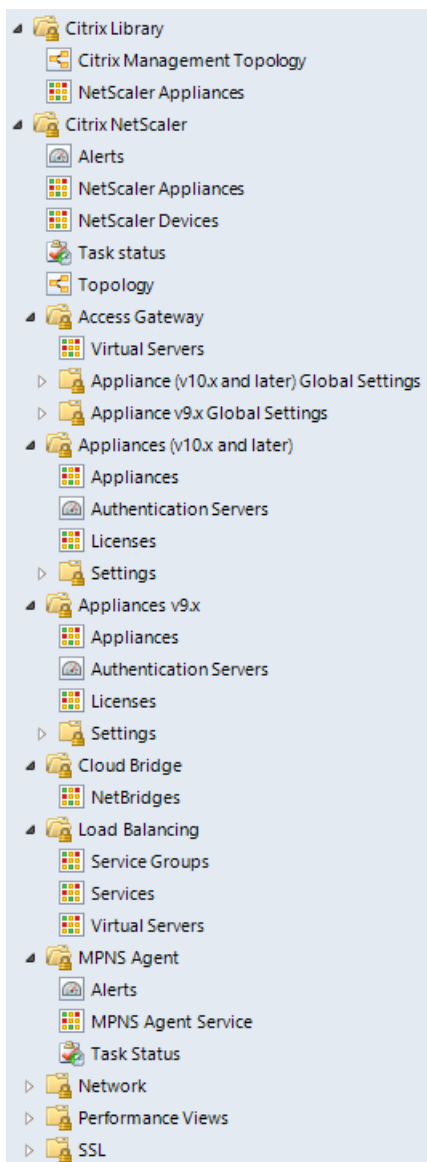 Citrix Library
Citrix Management Topology
NetScaler Appliances
Citrix NetScaler
Alerts
NetScaler Appliances
NetScaler Devices
Task status
Topology
Access Gateway
Virtual Servers
Appliance (v10.x and later) Global Settings
Appliance v9.x Global Settings
Appliances (v10.x and later)
Appliances
Authentication Servers
Licenses
Settings
Appliances v9.x
Appliances
Authentication Servers
Licenses
Settings
Cloud Bridge
NetBridges
Load Balancing
Service Groups
Services
Virtual Servers
MPNS Agent
Alerts
MPNS Agent Service
Task Status
Network
Performance Views
SSL